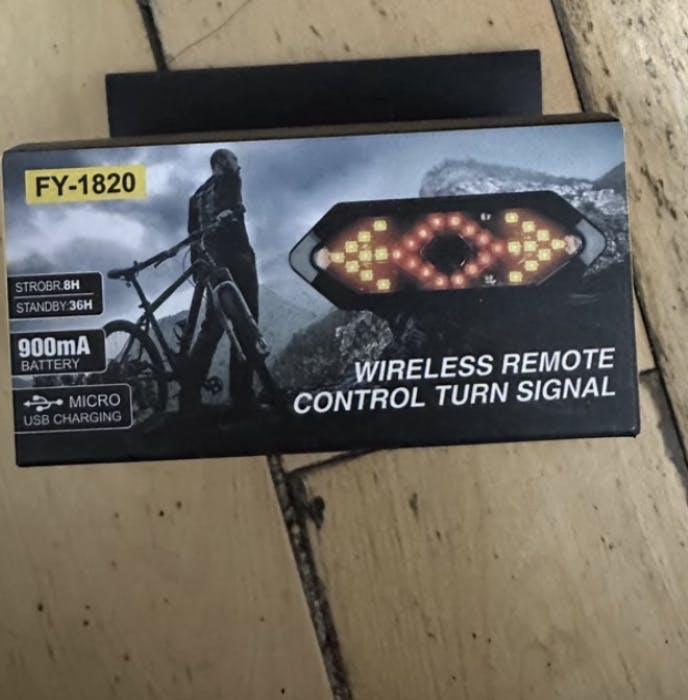 FY-1820
STROBR:8H
STANDBY:36H
900mA
BATTERY
MICRO
USB CHARGING
WIRELESS REMOTE
CONTROL TURN SIGNAL